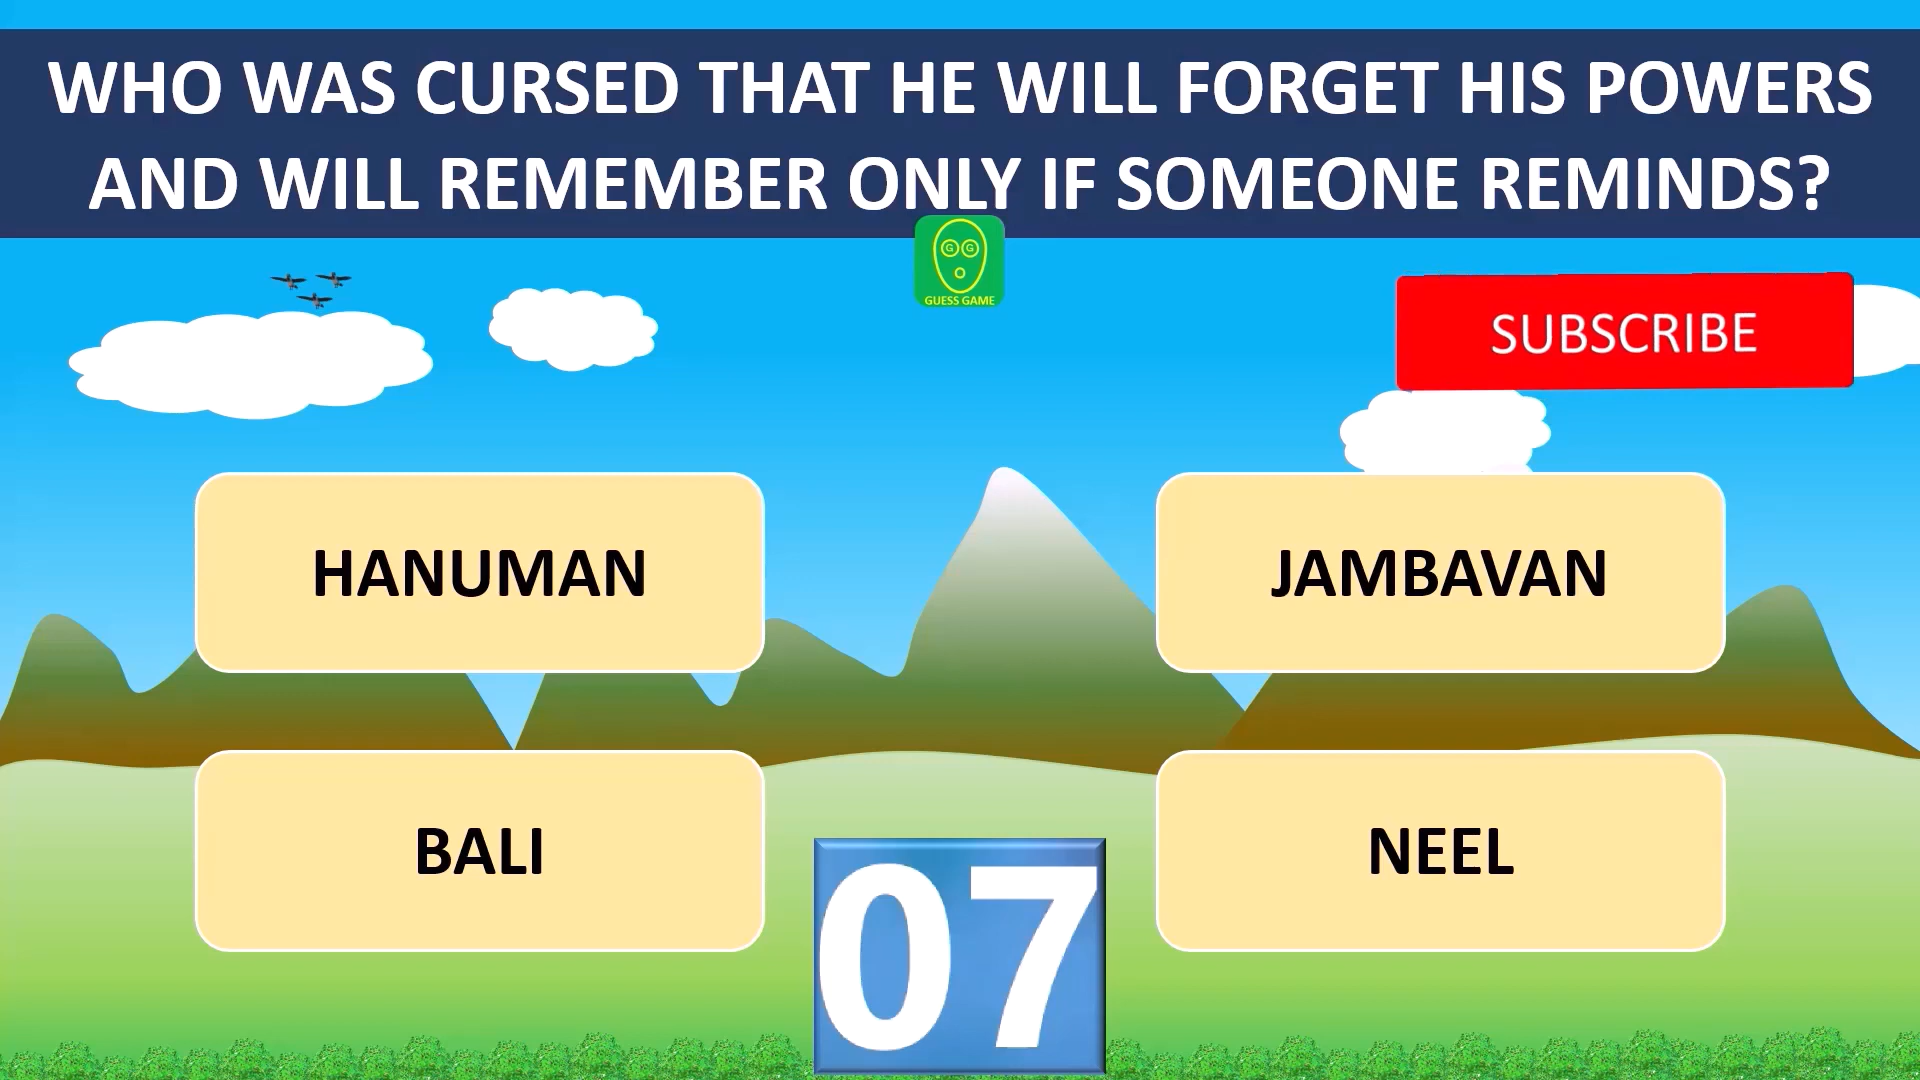 WHO WAS CURSED THAT HE WILL FORGET HIS POWERS
AND WILL REMEMBER ONLY IF SOMEONE REMINDS?
G G
O
GUESS GAME
SUBSCRIBE
HANUMAN
JAMBAVAN
BALI
NEEL
07